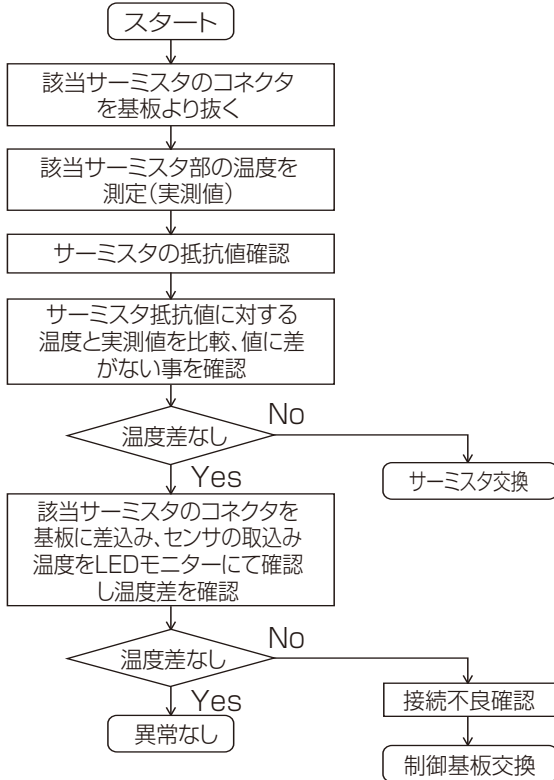 スタート
該当サーミスタのコネクタ
を基板より抜く
該当サーミスタ部の温度を
測定(実測値)
サーミスタの抵抗値確認
サーミスタ抵抗値に対する
温度と実測値を比較、値に差
がない事を確認
温度差なし
No
サーミスタ交換
Yes
該当サーミスタのコネクタを
基板に差込み、センサの取込み
温度をLEDモニターにて確認
し温度差を確認
温度差なし
No
Yes
接続不良確認
異常なし
制御基板交換